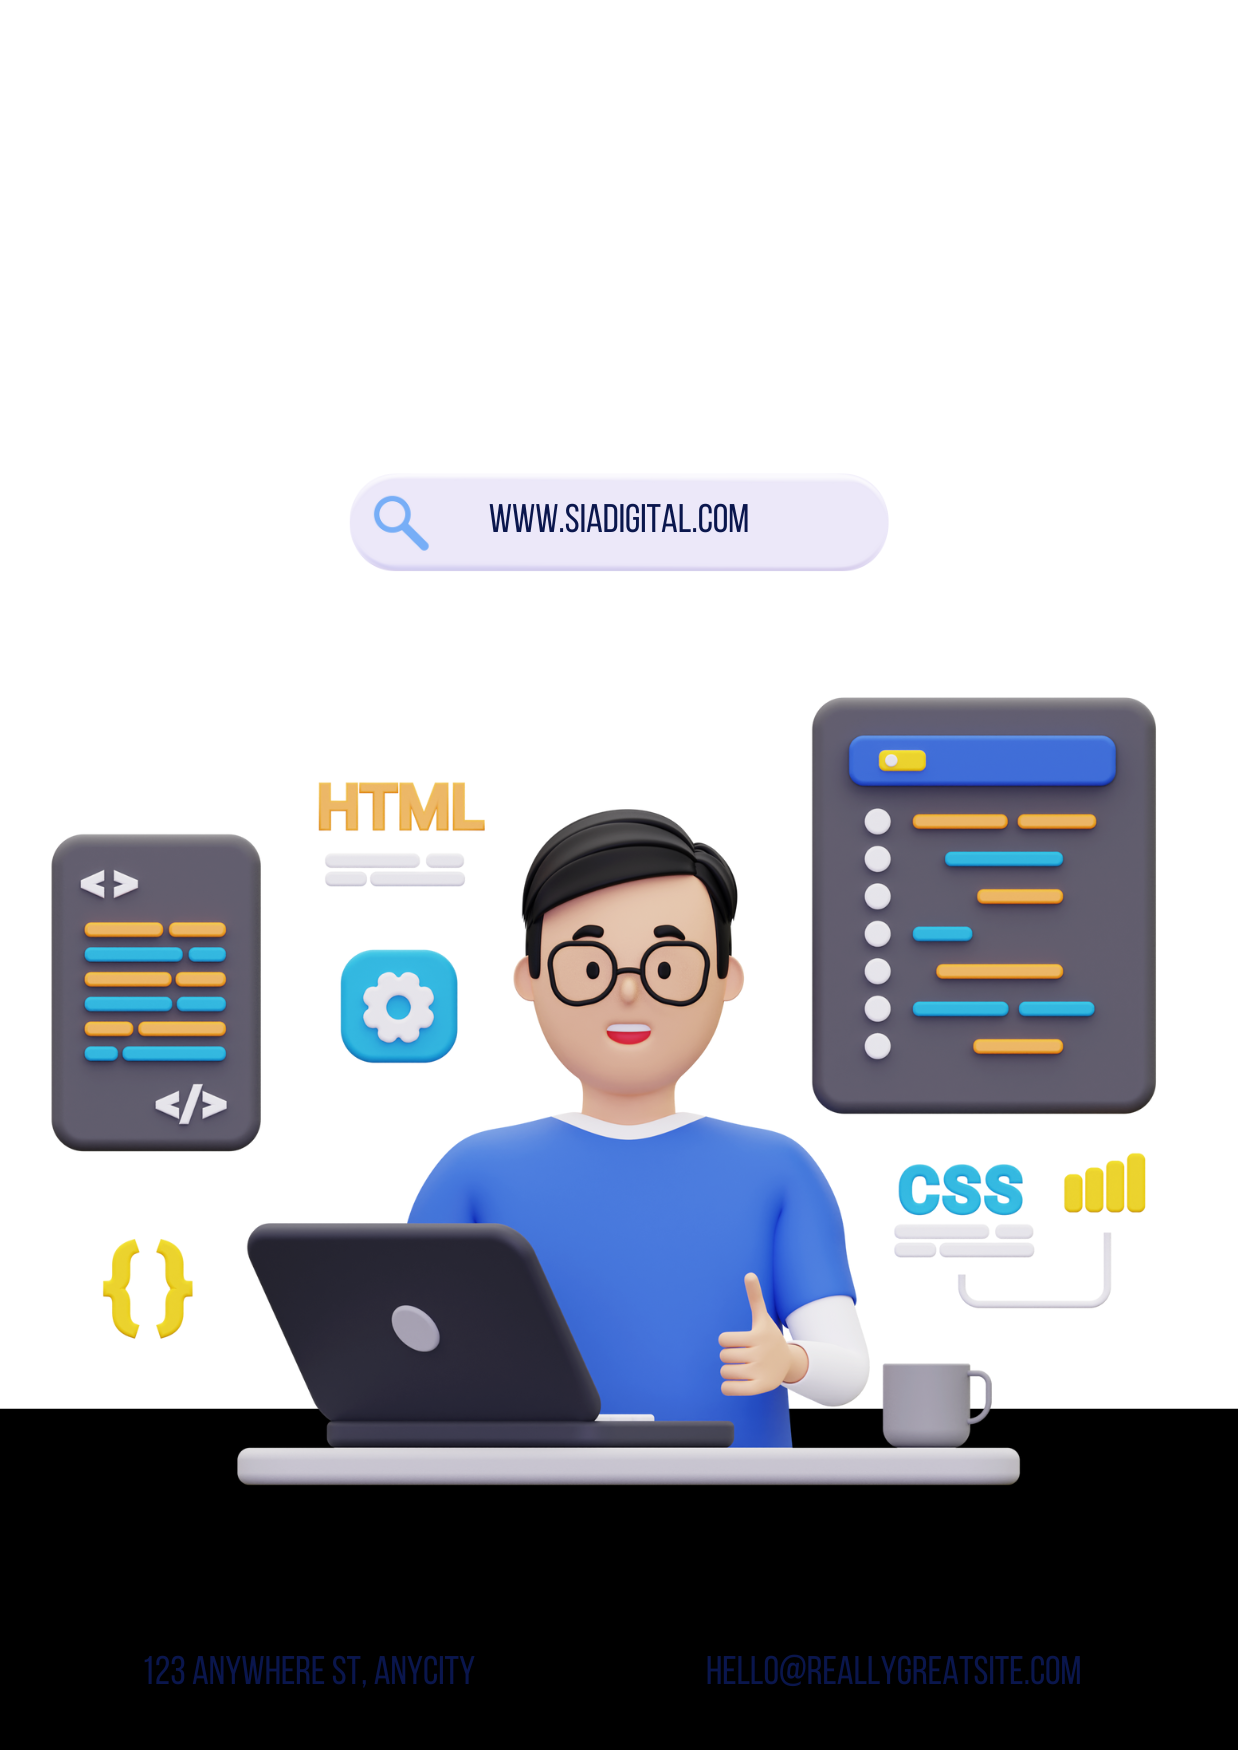 WWW.SIADIGITAL.COM
HTML
< >
</>
{ }
CSS
123 ANYWHERE ST, ANYCITY
HELLO@REALLYGREATSITE.COM